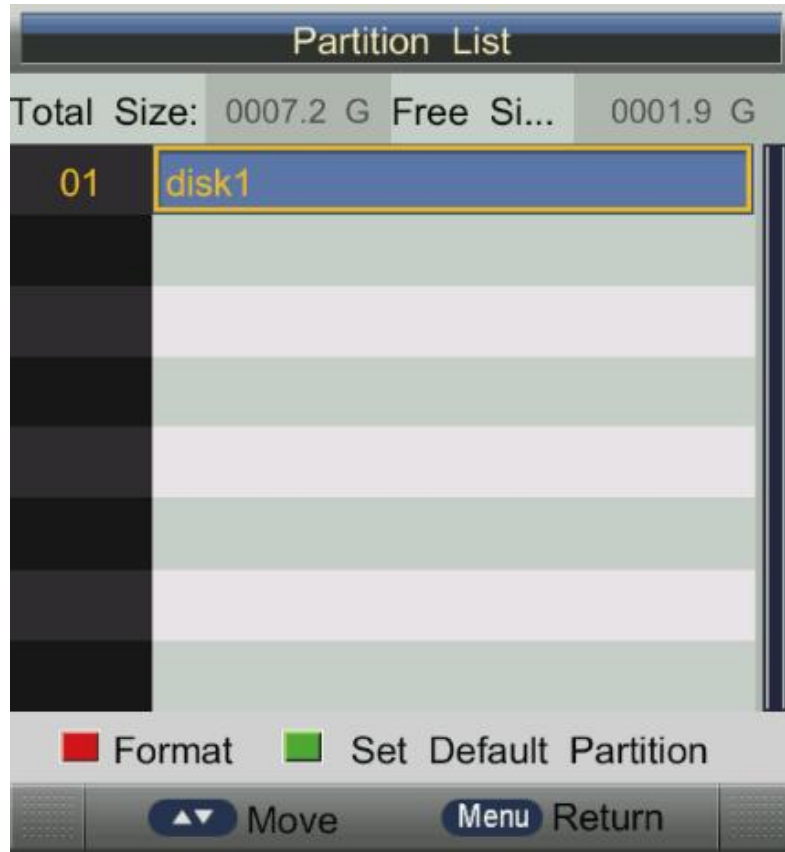 Partition List
Total Size: 0007.2 G Free Si... 0001.9 G
01 disk1
Format Set Default Partition
Move Menu Return